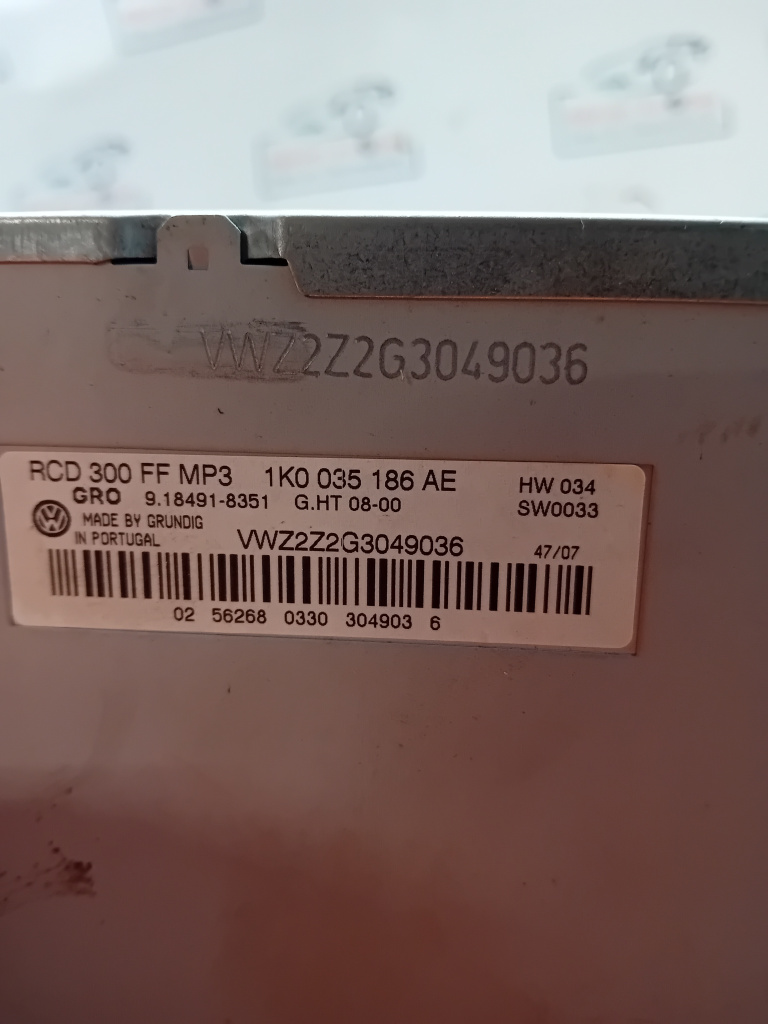 VWZ2Z2G3049036
RCD 300 FF MP3 1K0 035 186 AE HW 034
GRO 9.18491-8351 G.HT 08-00 SW0033
MADE BY GRUNDIG
IN PORTUGAL VWZ2Z2G3049036 47/07
02 56268 0330 304903 6